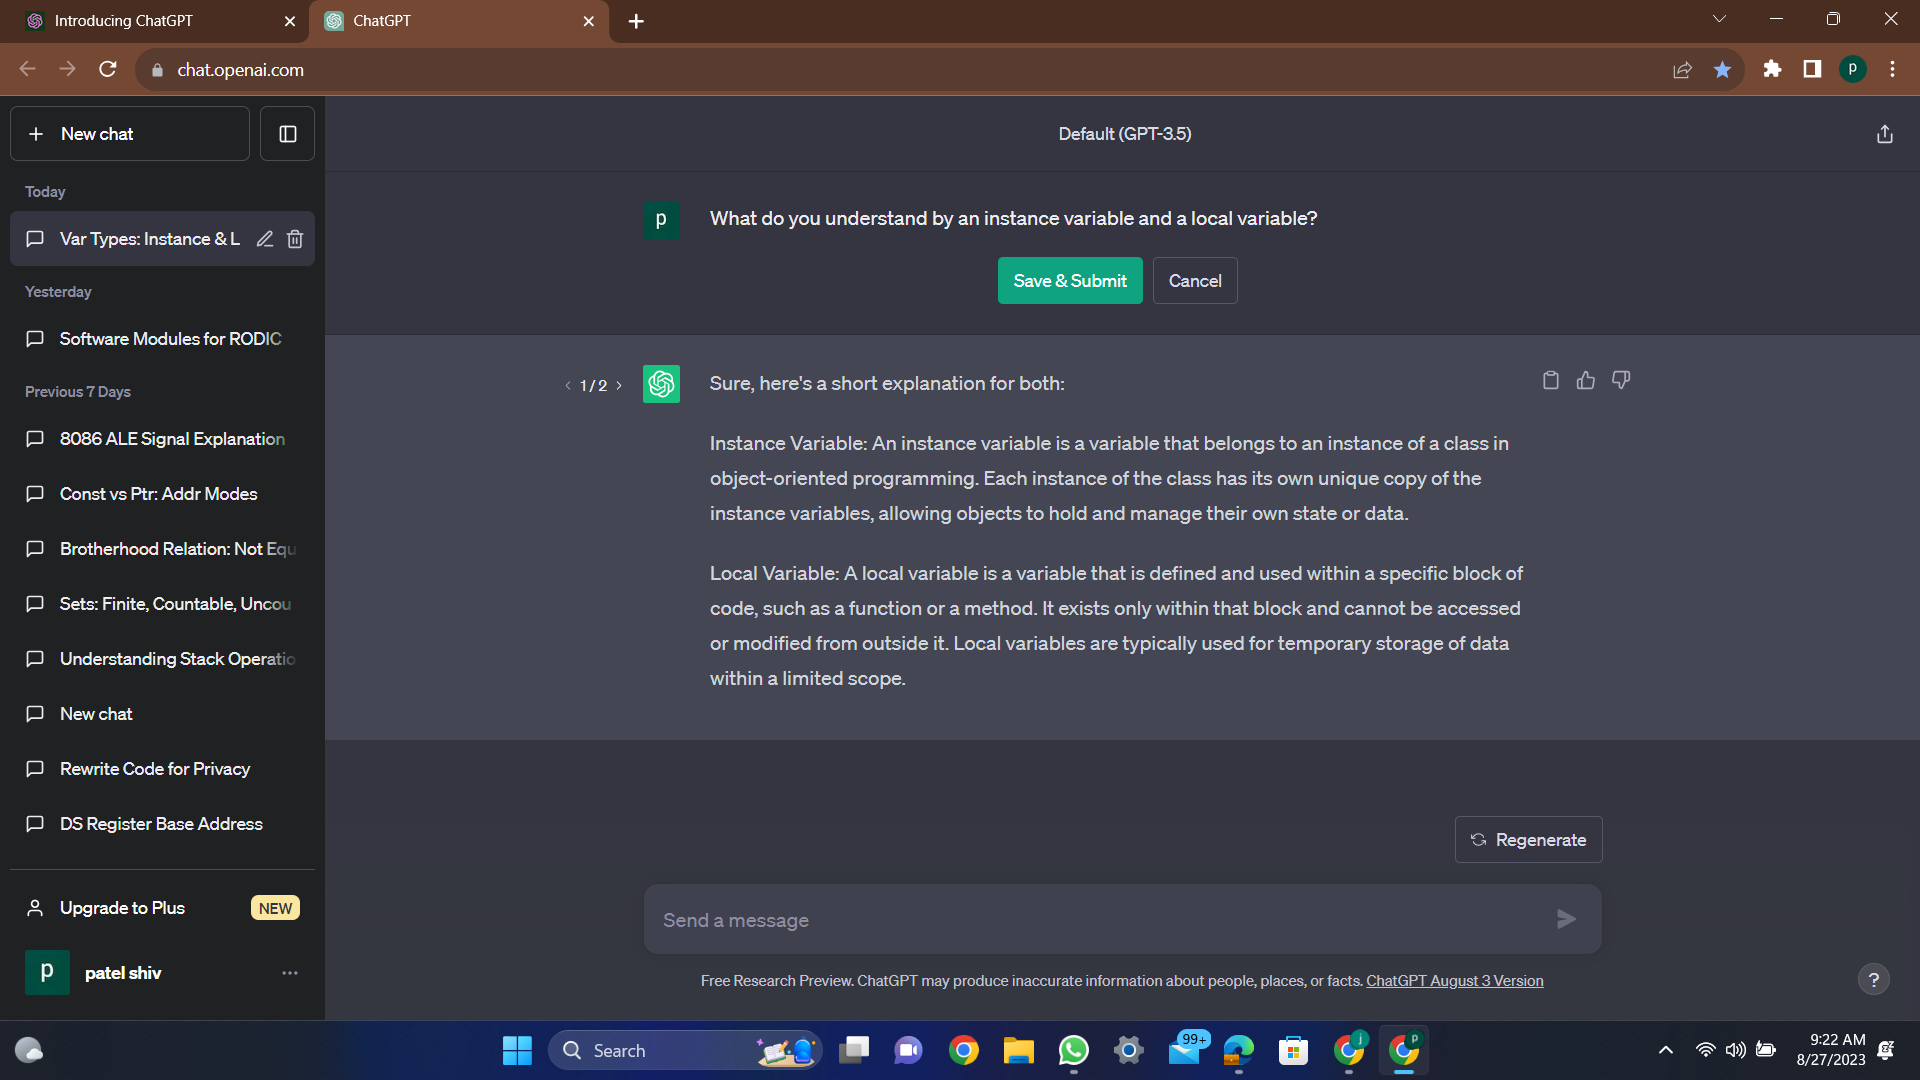 Introducing ChatGPT
ChatGPT
chat.openai.com
p
New chat
Default (GPT-3.5)
Today
Var Types: Instance & L
Yesterday
Software Modules for RODIC
Previous 7 Days
8086 ALE Signal Explanation
Const vs Ptr: Addr Modes
Brotherhood Relation: Not Equ
Sets: Finite, Countable, Uncou
Understanding Stack Operatio
New chat
Rewrite Code for Privacy
DS Register Base Address
Upgrade to Plus NEW
p patel shiv
p What do you understand by an instance variable and a local variable?
Save & Submit Cancel
1 / 2 Sure, here's a short explanation for both:
Instance Variable: An instance variable is a variable that belongs to an instance of a class in
object-oriented programming. Each instance of the class has its own unique copy of the
instance variables, allowing objects to hold and manage their own state or data.
Local Variable: A local variable is a variable that is defined and used within a specific block of
code, such as a function or a method. It exists only within that block and cannot be accessed
or modified from outside it. Local variables are typically used for temporary storage of data
within a limited scope.
Regenerate
Send a message
Free Research Preview. ChatGPT may produce inaccurate information about people, places, or facts. ChatGPT August 3 Version
?
Search
99+
j
p
9:22 AM
8/27/2023